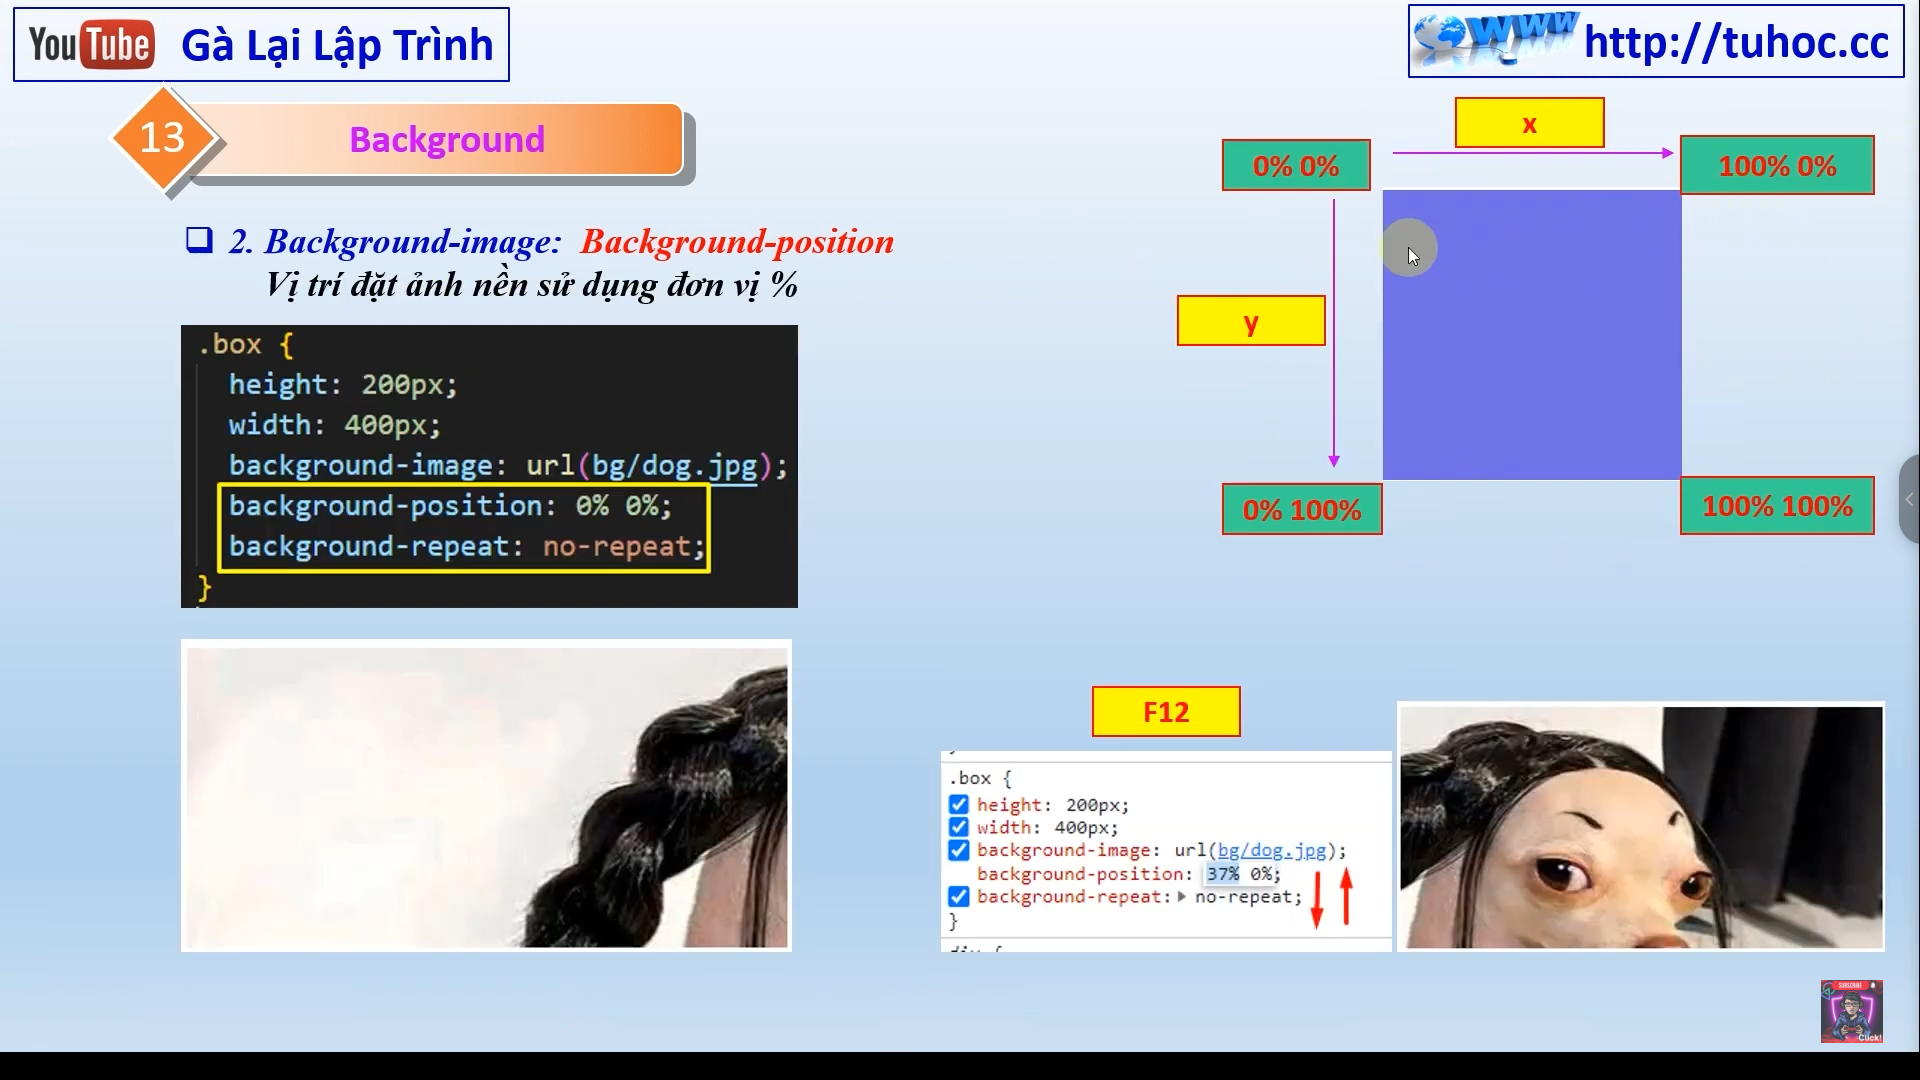 YouTube Gà Lại Lập Trình
WWW http://tuhoc.cc
13 Background
2. Background-image: Background-position
Vị trí đặt ảnh nền sử dụng đơn vị %
.box {
height: 200px;
width: 400px;
background-image: url(bg/dog.jpg);
background-position: 0% 0%;
background-repeat: no-repeat;
}
x
0% 0%
100% 0%
y
0% 100%
100% 100%
F12
.box {
height: 200px;
width: 400px;
background-image: url(bg/dog.jpg);
background-position: 37% 0%;
background-repeat: no-repeat;
}
SUBSCRIBE
Click!